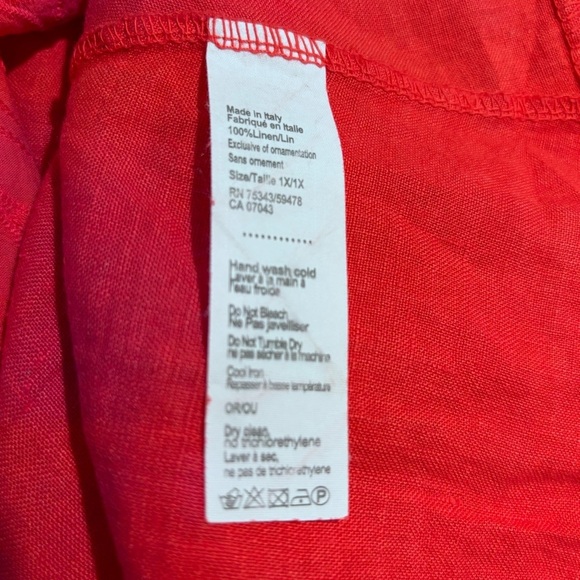 Made in Italy
Fabriqué en Italie
100%Linen/Lin
Exclusive of ornamentation
Sans ornement
Size/Taille 1X/1X
RN 75343/59478
CA 07043
Hand wash cold
Laver à la main à
l'eau froide
Do Not Bleach
Ne Pas javelliser
Do Not Tumble Dry
ne pas sécher à la machine
Cool Iron
Repasser à basse température
OR/OU
Dry clean,
no trichlorethylene
Laver à sec,
ne pas de trichlorethylene
P